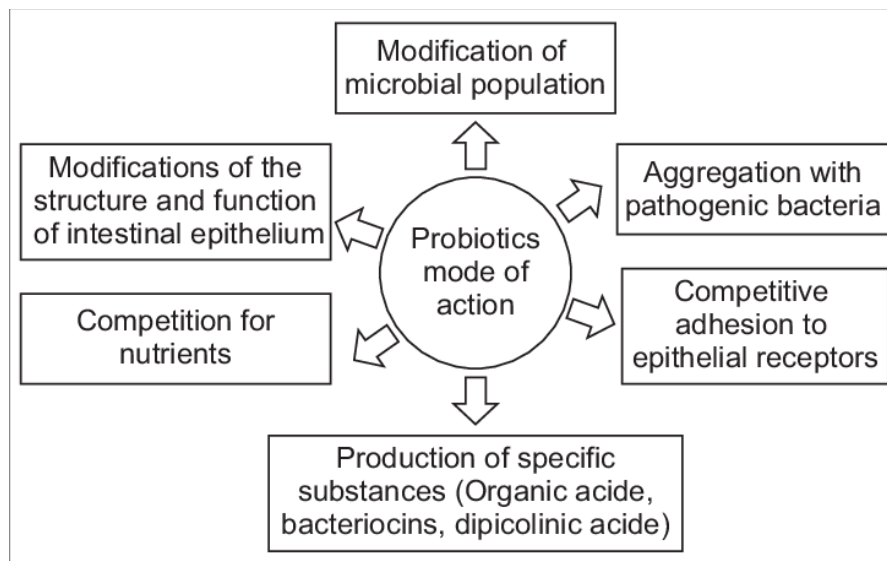 Modification of
microbial population
Modifications of the
structure and function
of intestinal epithelium
Aggregation with
pathogenic bacteria
Probiotics
mode of
action
Competition for
nutrients
Competitive
adhesion to
epithelial receptors
Production of specific
substances (Organic acide,
bacteriocins, dipicolinic acide)